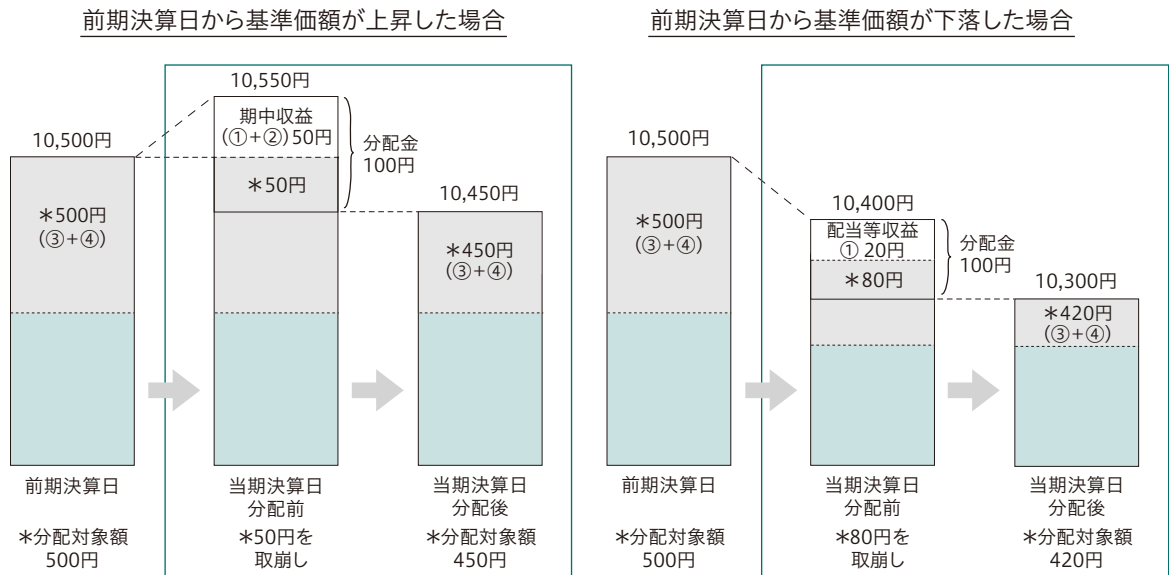 前期決算日から基準価額が上昇した場合
10,550円
期中収益
(①+②)50円
分配金
100円
10,500円
*50円
10,450円
*500円
(③+④)
*450円
(③+④)
前期決算日
当期決算日
分配前
当期決算日
分配後
*分配対象額
500円
*50円を
取崩し
*分配対象額
450円
前期決算日から基準価額が下落した場合
10,500円
10,400円
*500円
(③+④)
配当等収益
① 20円
分配金
100円
*80円
10,300円
*420円
(③+④)
前期決算日
当期決算日
分配前
当期決算日
分配後
*分配対象額
500円
*80円を
取崩し
*分配対象額
420円